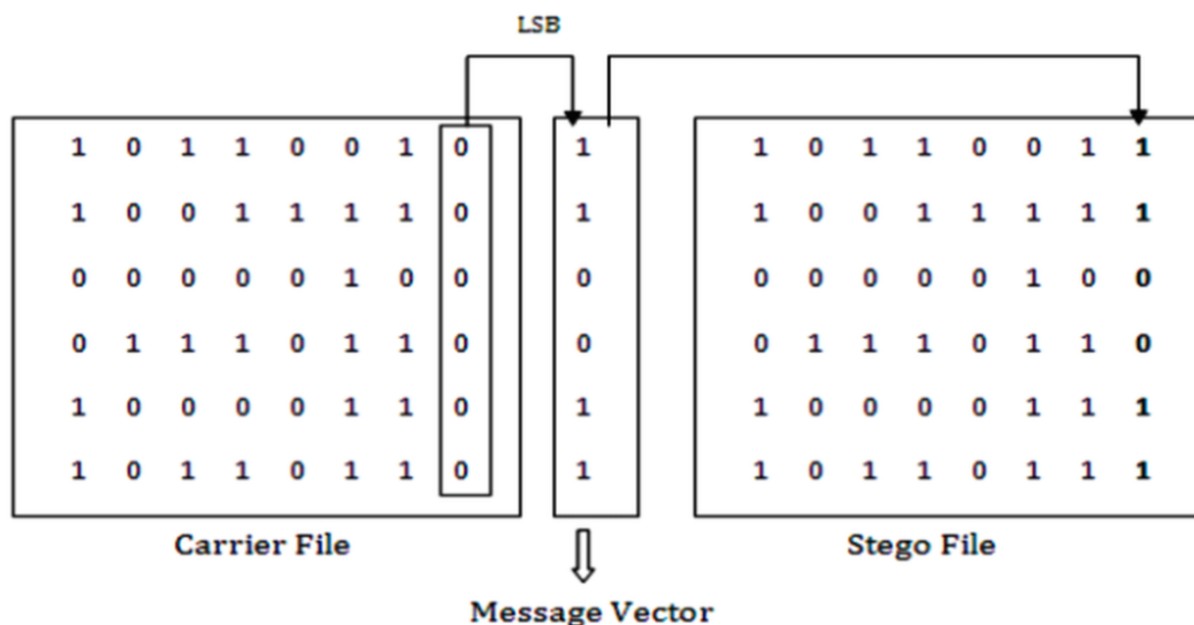 LSB
1 0 1 1 0 0 1 0 1 1 0 1 1 0 0 1 1
1 0 0 1 1 1 1 0 1 1 0 0 1 1 1 1 1
0 0 0 0 0 1 0 0 0 0 0 0 0 0 1 0 0
0 1 1 1 0 1 1 0 0 0 1 1 1 0 1 1 0
1 0 0 0 0 1 1 0 1 1 0 0 0 0 1 1 1
1 0 1 1 0 1 1 0 1 1 0 1 1 0 1 1 1
Carrier File Stego File
Message Vector